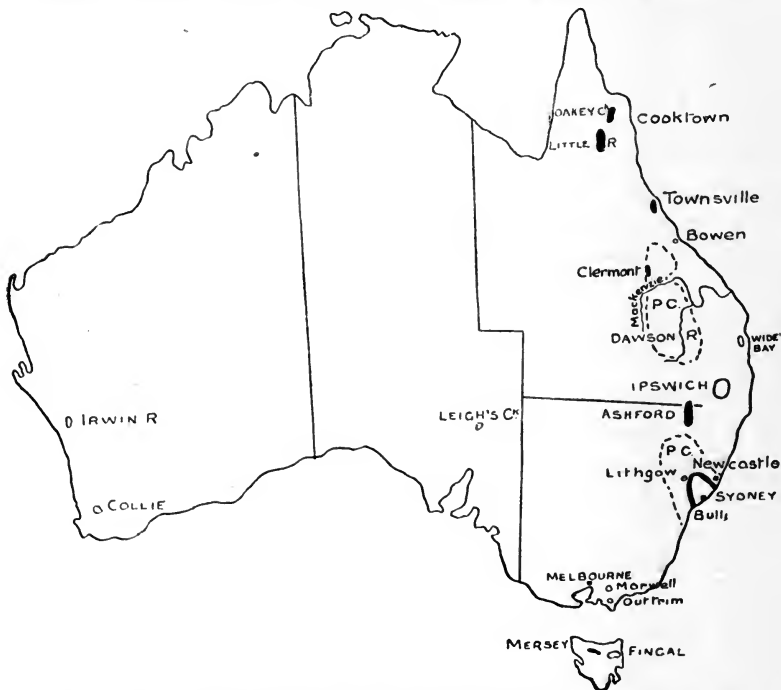 OAKEY CK
Cooktown
LITTLE R
Townsville
Bowen
Clermont
Mackenzie
P.C.
DAWSON R
WIDE BAY
IPSWICH
ASHFORD
IRWIN R
LEIGH'S CK
P.C.
Newcastle
Lithgow
SYDNEY
COLLIE
Bulli
MELBOURNE
Morwell
Outtrim
MERSEY
FINGAL